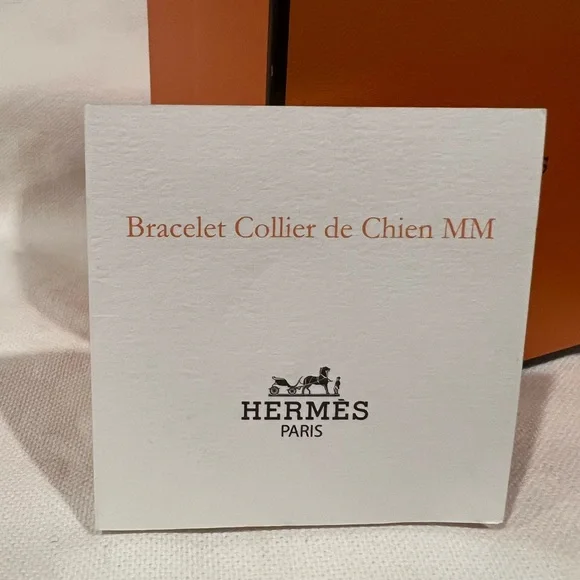 Bracelet Collier de Chien MM
HERMÈS
PARIS